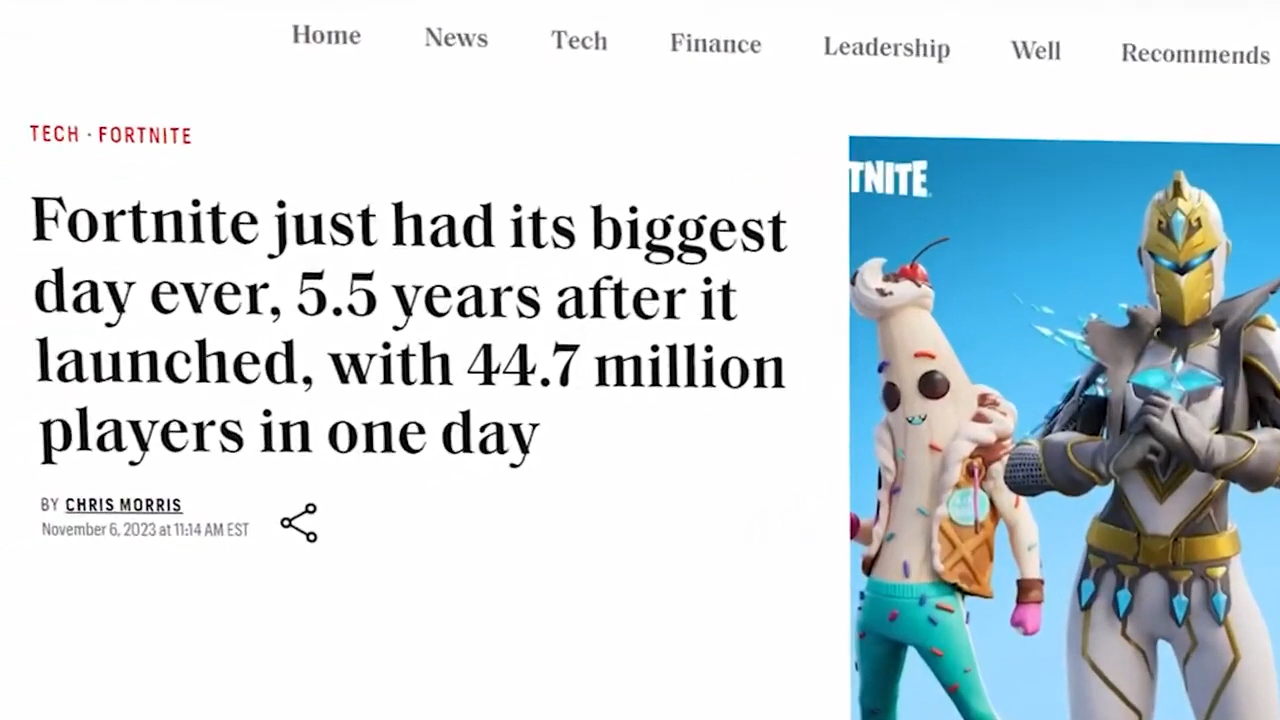 Home News Tech Finance Leadership Well Recommends
TECH · FORTNITE
TNITE
Fortnite just had its biggest
day ever, 5.5 years after it
launched, with 44.7 million
players in one day
BY CHRIS MORRIS
November 6, 2023 at 11:14 AM EST